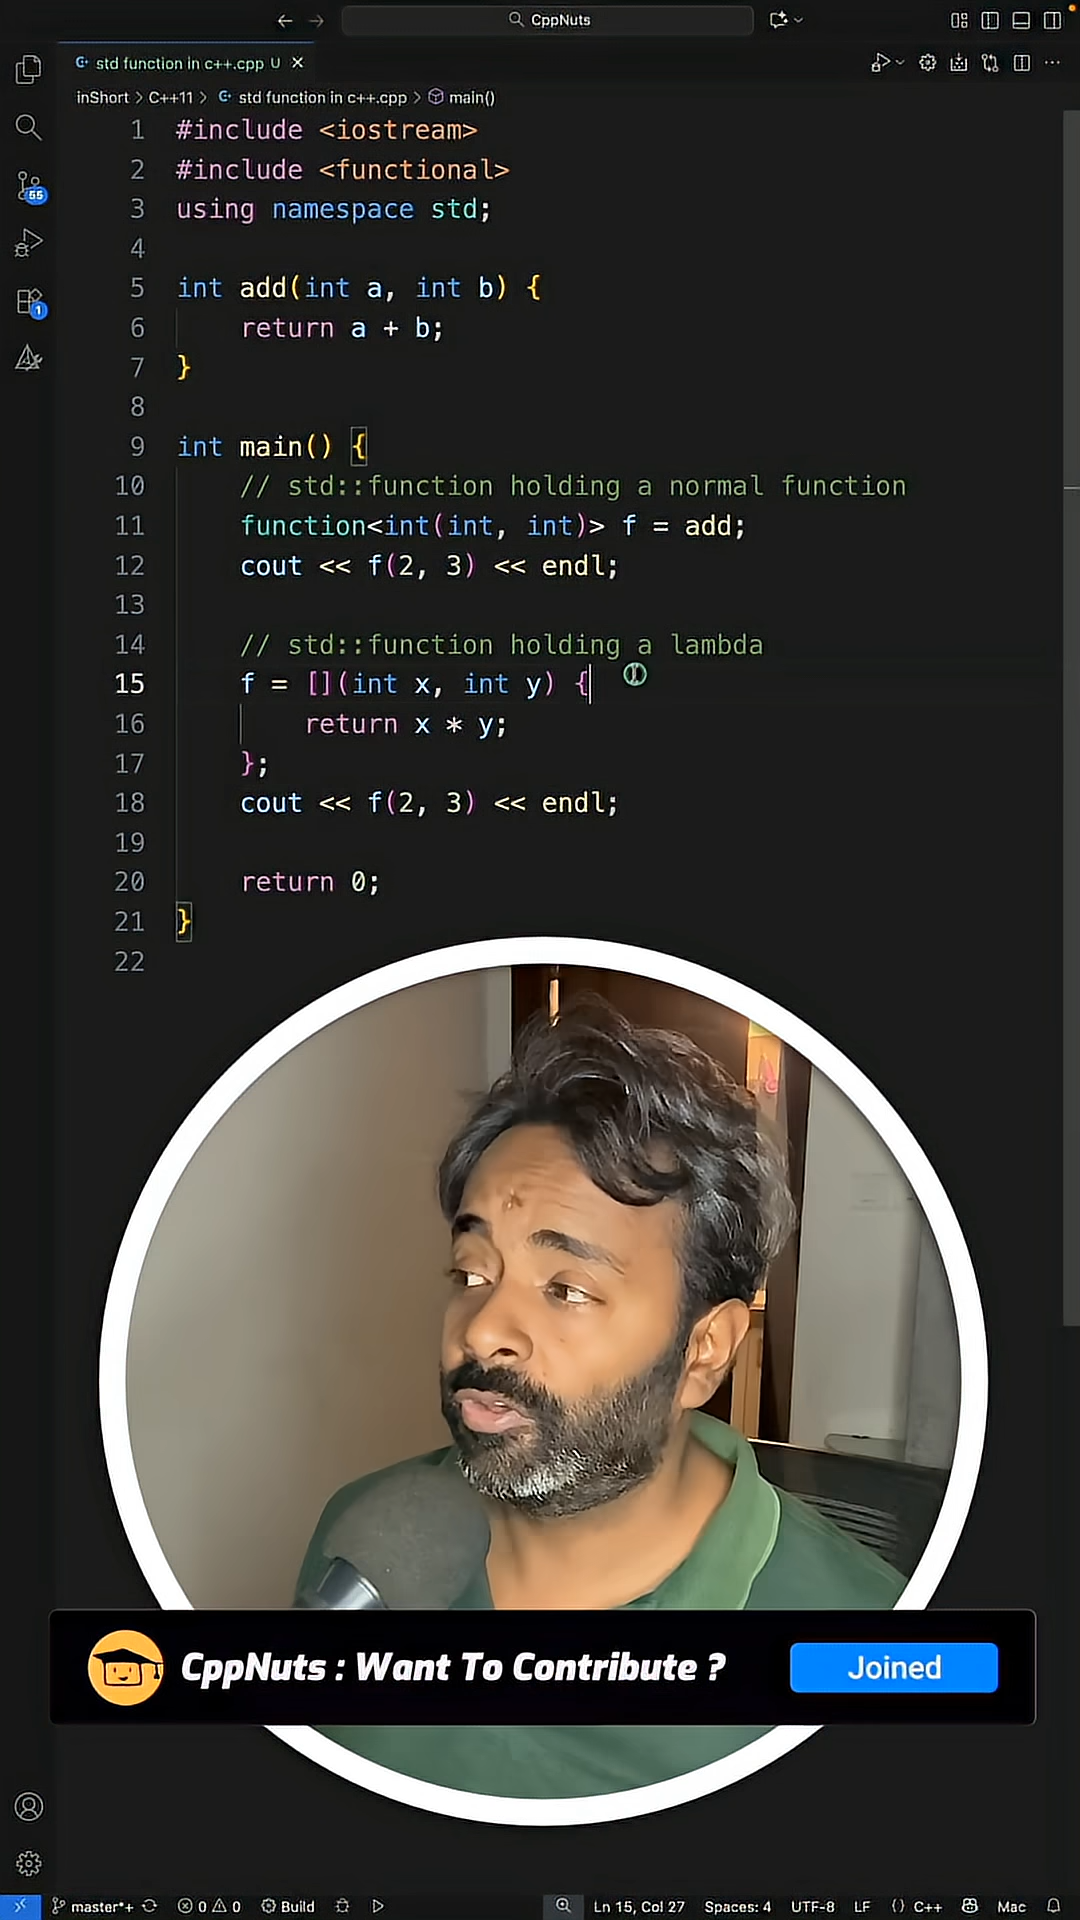 CppNuts
std function in c++.cpp U
inShort > C++11 > std function in c++.cpp > main()
1 #include <iostream>
2 #include <functional>
3 using namespace std;
4
5 int add(int a, int b) {
6 return a + b;
7 }
8
9 int main() {
10 // std::function holding a normal function
11 function<int(int, int)> f = add;
12 cout << f(2, 3) << endl;
13
14 // std::function holding a lambda
15 f = [](int x, int y) {
16 return x * y;
17 };
18 cout << f(2, 3) << endl;
19
20 return 0;
21 }
22
55
1
CppNuts : Want To Contribute ?
Joined
master*+ 0 0 Build Ln 15, Col 27 Spaces: 4 UTF-8 LF {} C++ Mac